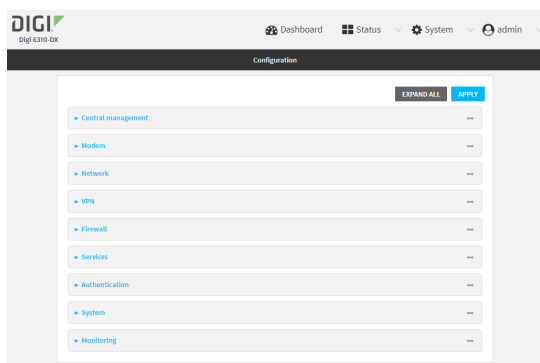 DIGI
Digi 6310-DX
Dashboard Status System admin
Configuration
EXPAND ALL APPLY
Central management
Modem
Network
VPN
Firewall
Services
Authentication
System
Monitoring